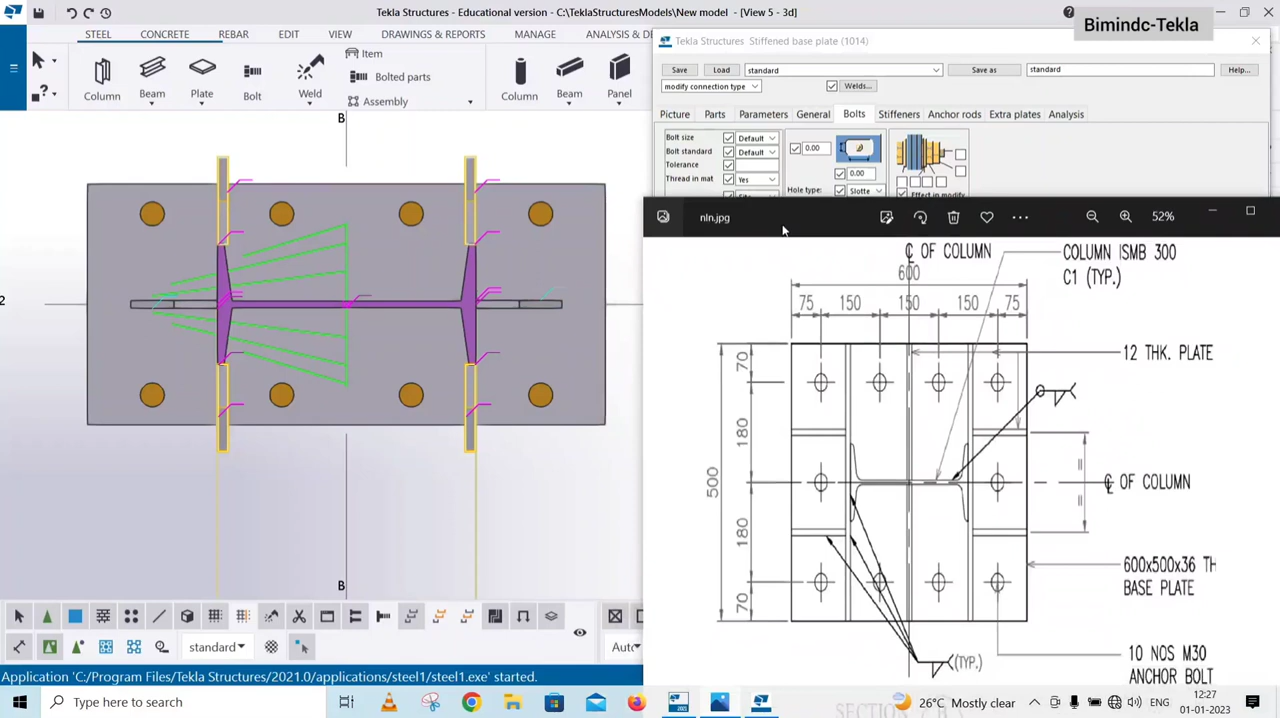 Tekla Structures - Educational version - C:\TeklaStructuresModels\New model - [View 5 - 3d]
Bimindc-Tekla
STEEL CONCRETE REBAR EDIT VIEW DRAWINGS & REPORTS MANAGE ANALYSIS & DE
Item
Bolted parts
Assembly
Column Beam Plate Bolt Weld Column Beam Panel
Tekla Structures Stiffened base plate (1014)
Save Load standard Save as standard Help...
modify connection type Welds...
Picture Parts Parameters General Bolts Stiffeners Anchor rods Extra plates Analysis
Bolt size Default 0.00
Bolt standard Default
Tolerance 0.00
Thread in mat Yes Hole type: Slotte
Effect in modify
nln.jpg 52%
B
2
B
℄ OF COLUMN
COLUMN ISMB 300
C1 (TYP.)
600
75 150 150 150 75
12 THK. PLATE
70
180
500
180
70
=
℄ OF COLUMN
=
600x500x36 TH
BASE PLATE
(TYP.)
10 NOS M30
ANCHOR BOLT
standard
Auto
Application 'C:/Program Files/Tekla Structures/2021.0/applications/steel1/steel1.exe' started.
Type here to search
26°C Mostly clear
ENG
12:27
01-01-2023